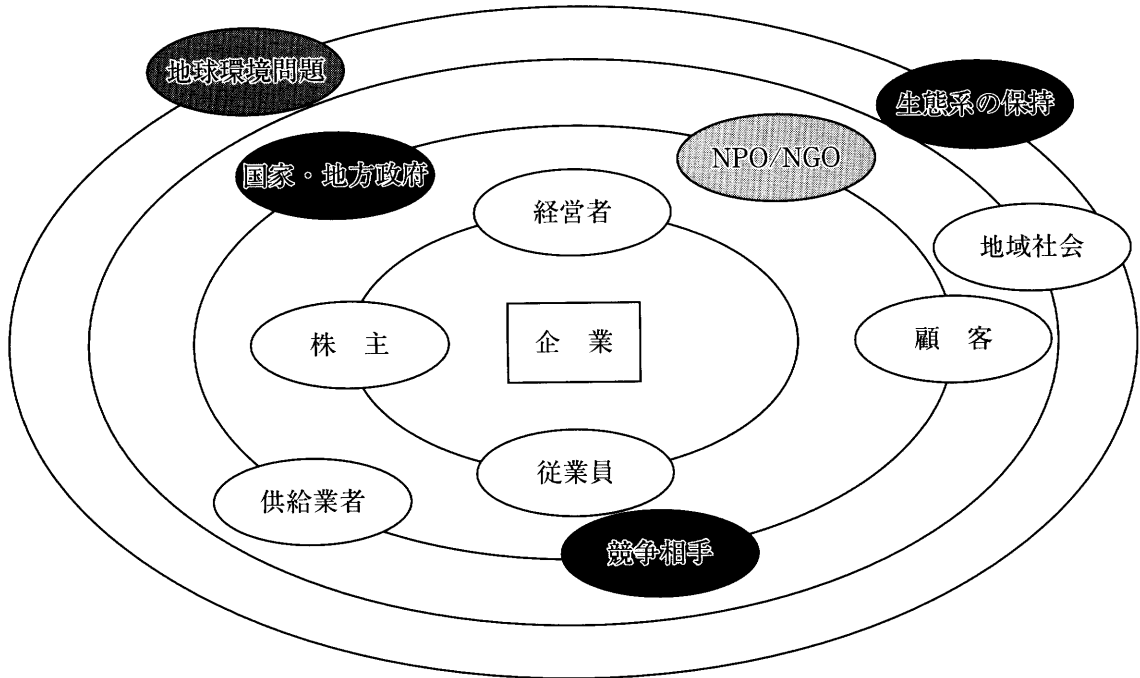 地球環境問題
生態系の保持
国家・地方政府
NPO/NGO
経営者
地域社会
株　主
企　業
顧　客
従業員
供給業者
競争相手